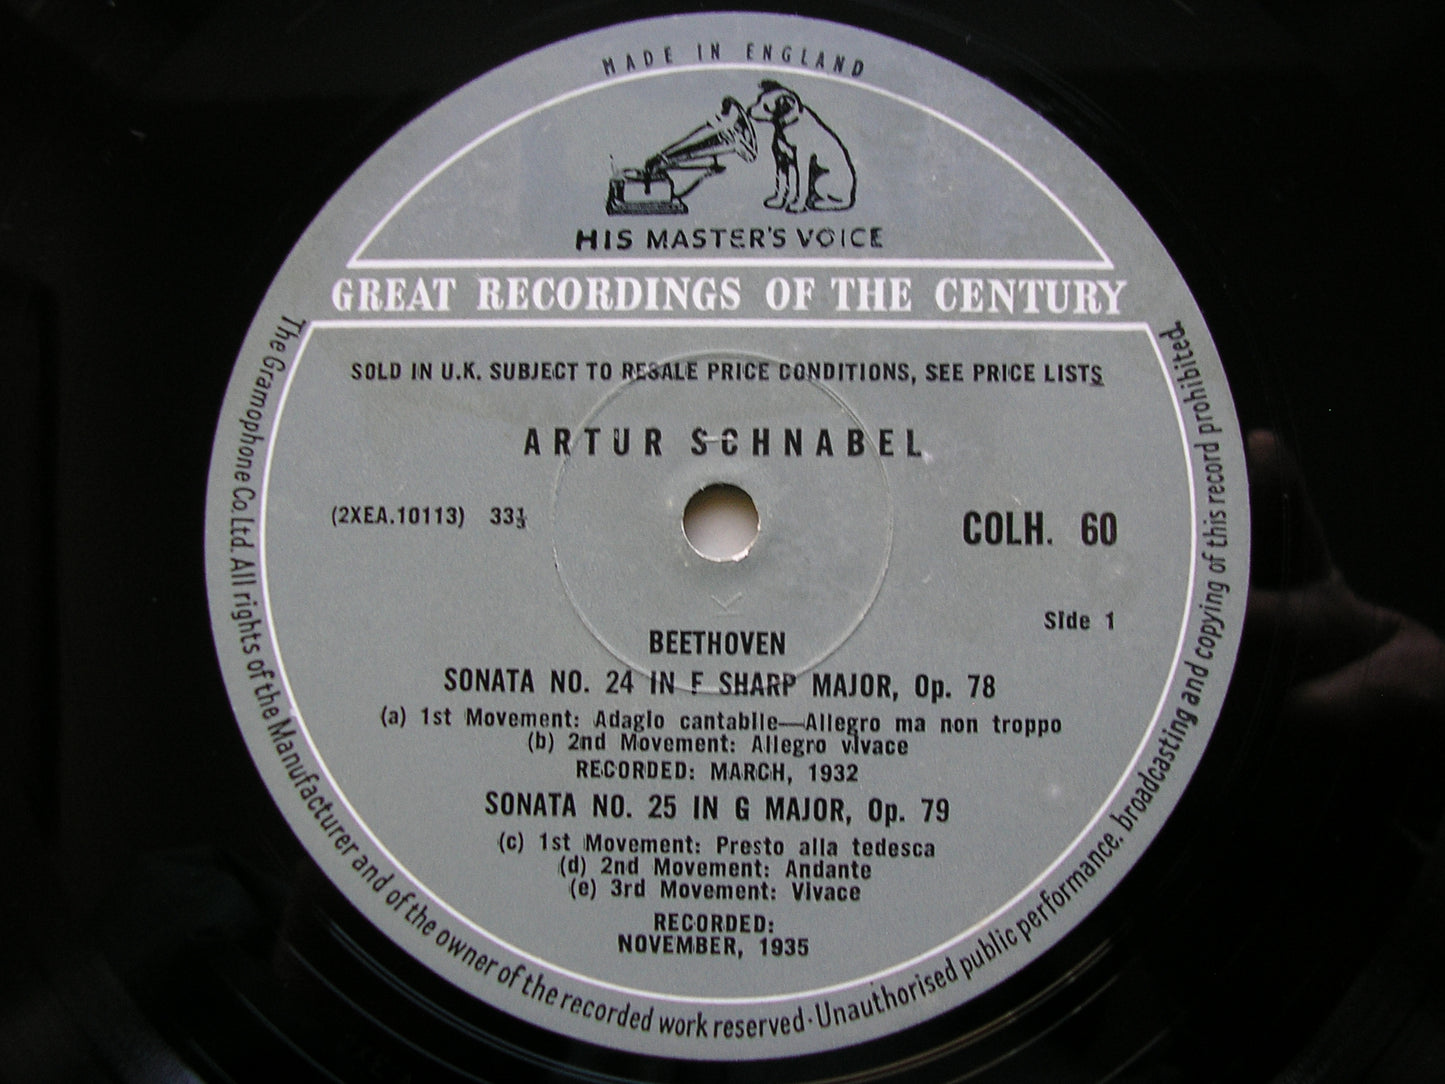 MADE IN ENGLAND
HIS MASTER'S VOICE
GREAT RECORDINGS OF THE CENTURY
SOLD IN U.K. SUBJECT TO RESALE PRICE CONDITIONS, SEE PRICE LISTS
ARTUR SCHNABEL
(2XEA.10113) 33⅓
COLH. 60
Side 1
BEETHOVEN
SONATA NO. 24 IN F SHARP MAJOR, Op. 78
(a) 1st Movement: Adagio cantabile—Allegro ma non troppo
(b) 2nd Movement: Allegro vivace
RECORDED: MARCH, 1932
SONATA NO. 25 IN G MAJOR, Op. 79
(c) 1st Movement: Presto alla tedesca
(d) 2nd Movement: Andante
(e) 3rd Movement: Vivace
RECORDED:
NOVEMBER, 1935
The Gramophone Co. Ltd. All rights of the Manufacturer and of the owner of the recorded work reserved · Unauthorised public performance, broadcasting and copying of this record prohibited.